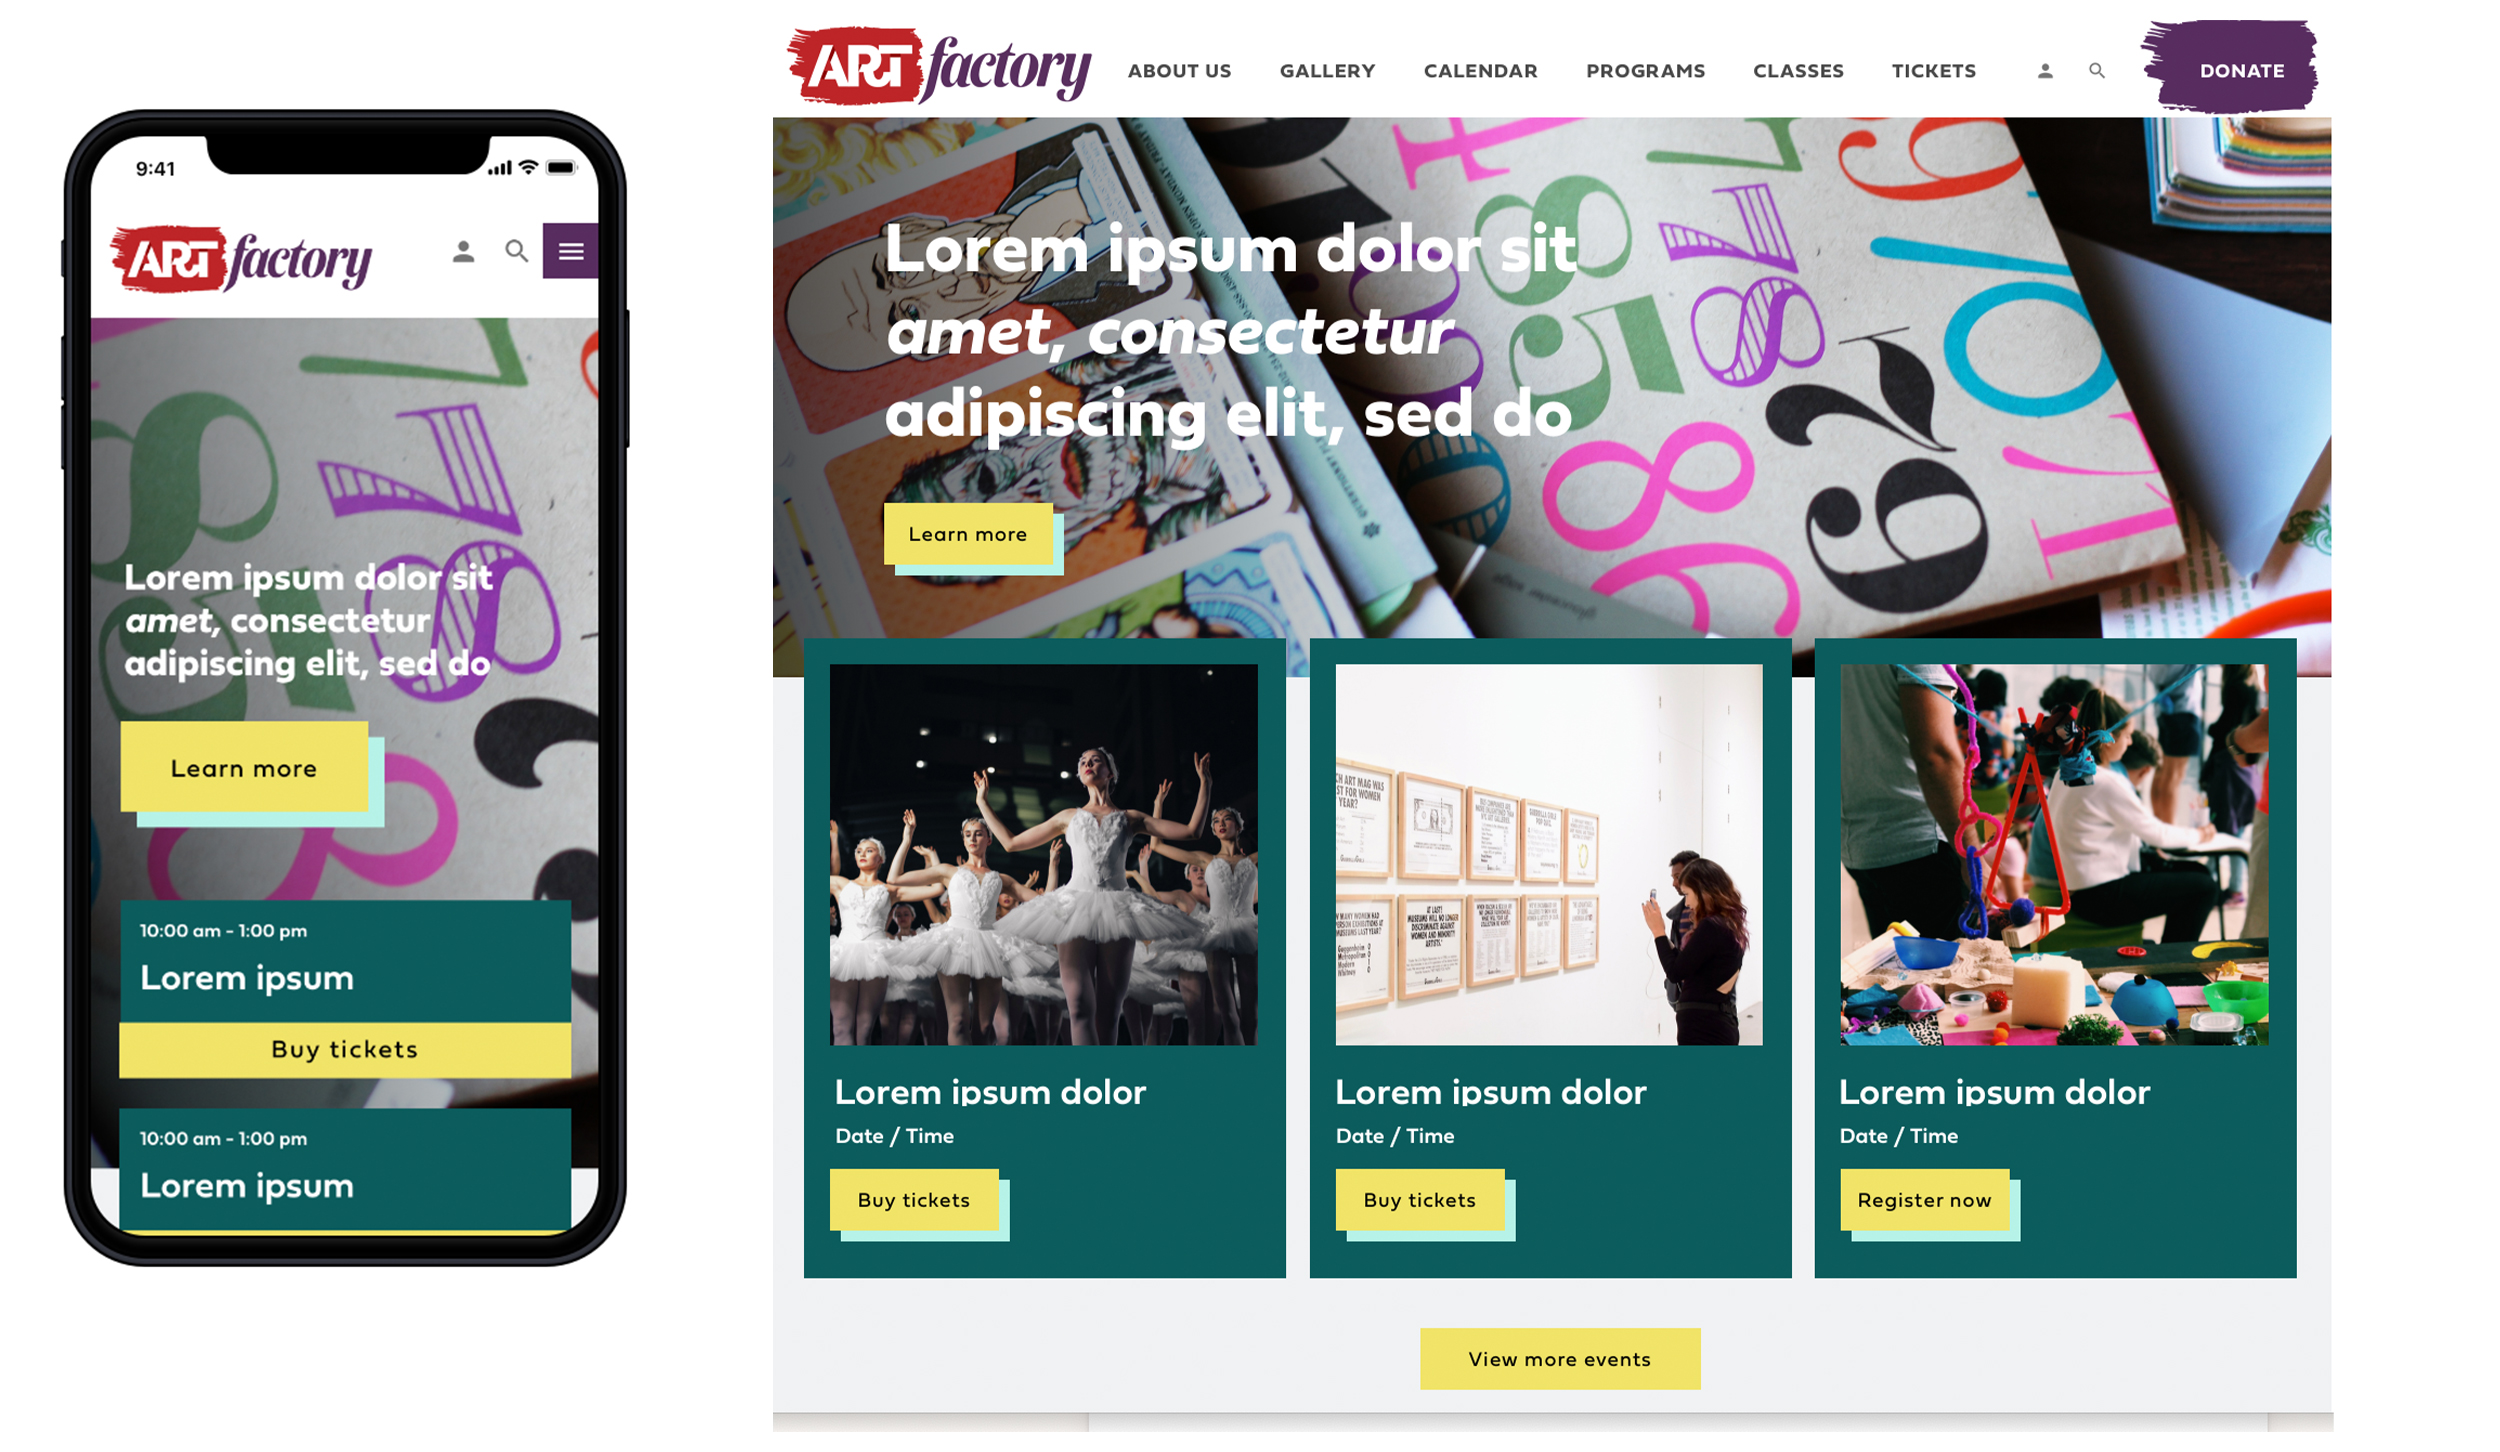 9:41
ART factory
Lorem ipsum dolor sit
amet, consectetur
adipiscing elit, sed do
Learn more
10:00 am - 1:00 pm
Lorem ipsum
Buy tickets
10:00 am - 1:00 pm
Lorem ipsum
ART factory ABOUT US GALLERY CALENDAR PROGRAMS CLASSES TICKETS DONATE
Lorem ipsum dolor sit
amet, consectetur
adipiscing elit, sed do
Learn more
Lorem ipsum dolor
Date / Time
Buy tickets
Lorem ipsum dolor
Date / Time
Buy tickets
Lorem ipsum dolor
Date / Time
Register now
View more events